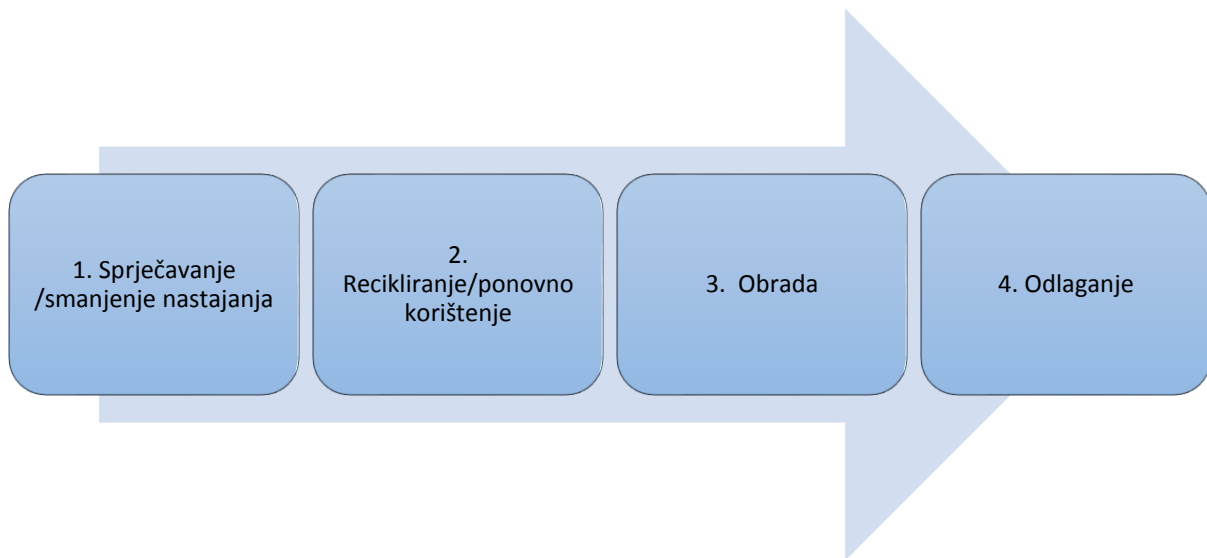 1. Sprječavanje
/smanjenje nastajanja
2.
Recikliranje/ponovno
korištenje
3.  Obrada
4. Odlaganje